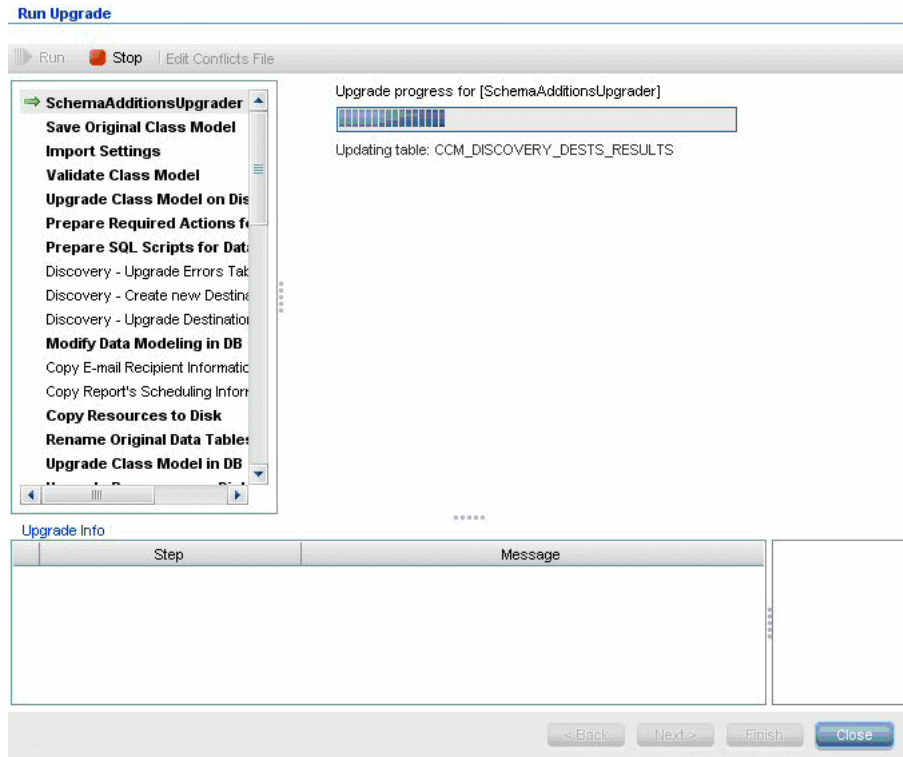 Run Upgrade
Run Stop Edit Conflicts File
SchemaAdditionsUpgrader
Save Original Class Model
Import Settings
Validate Class Model
Upgrade Class Model on Dis
Prepare Required Actions f
Prepare SQL Scripts for Dat
Discovery - Upgrade Errors Tab
Discovery - Create new Destina
Discovery - Upgrade Destination
Modify Data Modeling in DB
Copy E-mail Recipient Informatic
Copy Report's Scheduling Inforr
Copy Resources to Disk
Rename Original Data Tables
Upgrade Class Model in DB
Upgrade progress for [SchemaAdditionsUpgrader]
Updating table: CCM_DISCOVERY_DESTS_RESULTS
Upgrade Info
Step Message
< Back Next > Finish Close